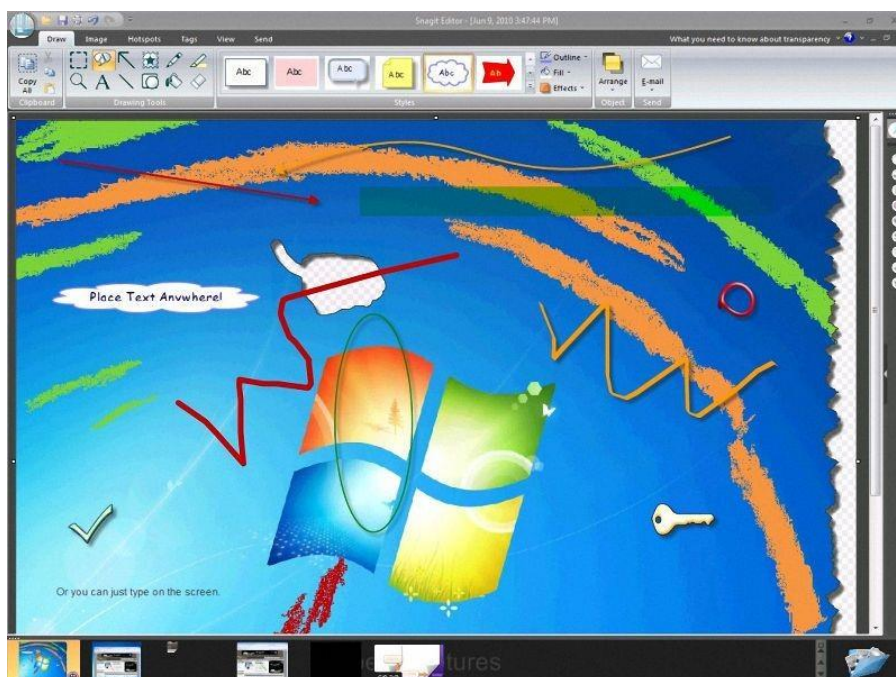 Snagit Editor - [Jun 9, 2010 3:47:44 PM]
Draw Image Hotspots Tags View Send
What you need to know about transparency
Copy All
Clipboard
A
Drawing Tools
Abc Abc Abc Abc Abc Ab
Styles
Outline
Fill
Effects
Arrange
Object
E-mail
Send
Place Text Anywhere!
Or you can just type on the screen.
tures